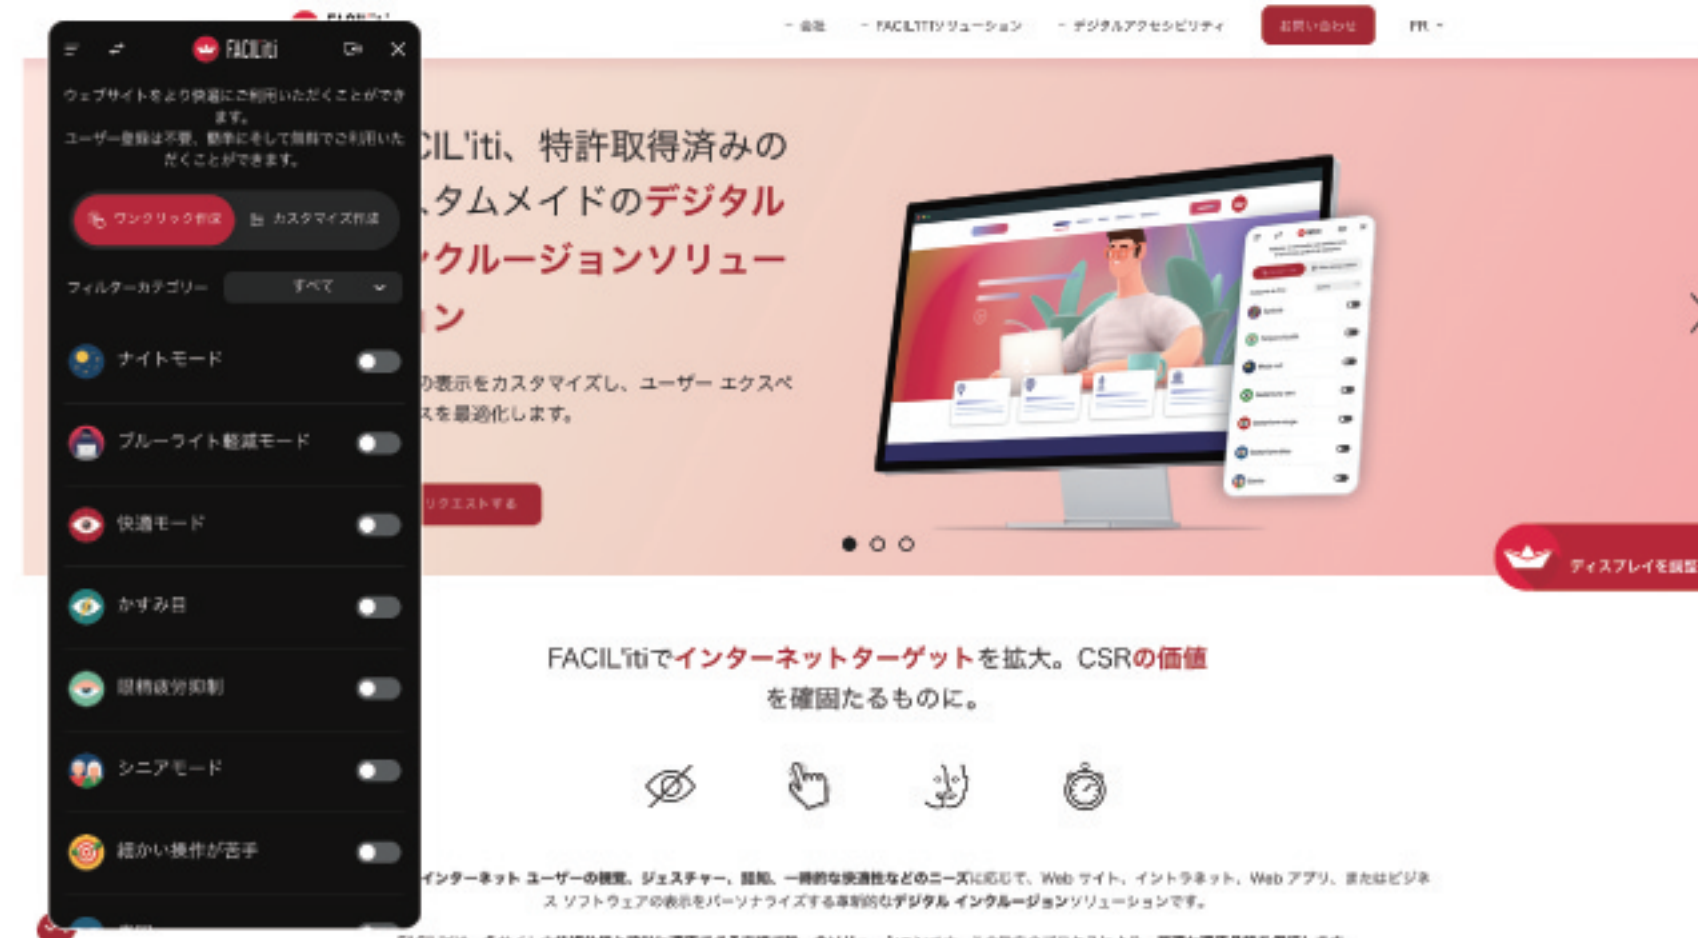 FACIL'iti
ウェブサイトをより快適にご利用いただくことができ
ます。
ユーザー登録は不要、簡単にそして無料でご利用いた
だくことができます。
ワンクリック作成
カスタマイズ作成
フィルターカテゴリー
すべて
ナイトモード
ブルーライト軽減モード
快適モード
かすみ目
眼精疲労抑制
シニアモード
細かい操作が苦手
会社
FACIL'ITIソリューション
デジタルアクセシビリティ
お問い合わせ
FR
CIL'iti、特許取得済みの
スタムメイドのデジタル
ンクルージョンソリュー
ョン
の表示をカスタマイズし、ユーザー エクスペ
スを最適化します。
リクエストする
ディスプレイを調整
FACIL'itiでインターネットターゲットを拡大。CSRの価値
を確固たるものに。
インターネット ユーザーの視覚、ジェスチャー、認知、一時的な快適性などのニーズに応じて、Web サイト、イントラネット、Web アプリ、またはビジネ
ス ソフトウェアの表示をパーソナライズする革新的なデジタル インクルージョンソリューションです。